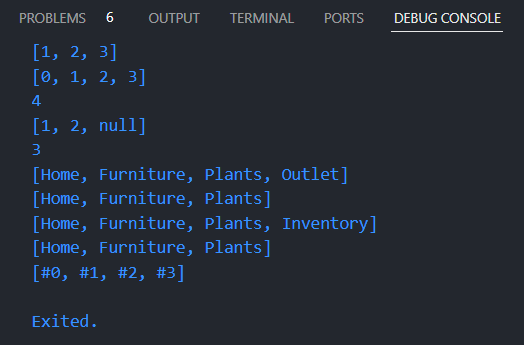 PROBLEMS 6 OUTPUT TERMINAL PORTS DEBUG CONSOLE
[1, 2, 3]
[0, 1, 2, 3]
4
[1, 2, null]
3
[Home, Furniture, Plants, Outlet]
[Home, Furniture, Plants]
[Home, Furniture, Plants, Inventory]
[Home, Furniture, Plants]
[#0, #1, #2, #3]
Exited.